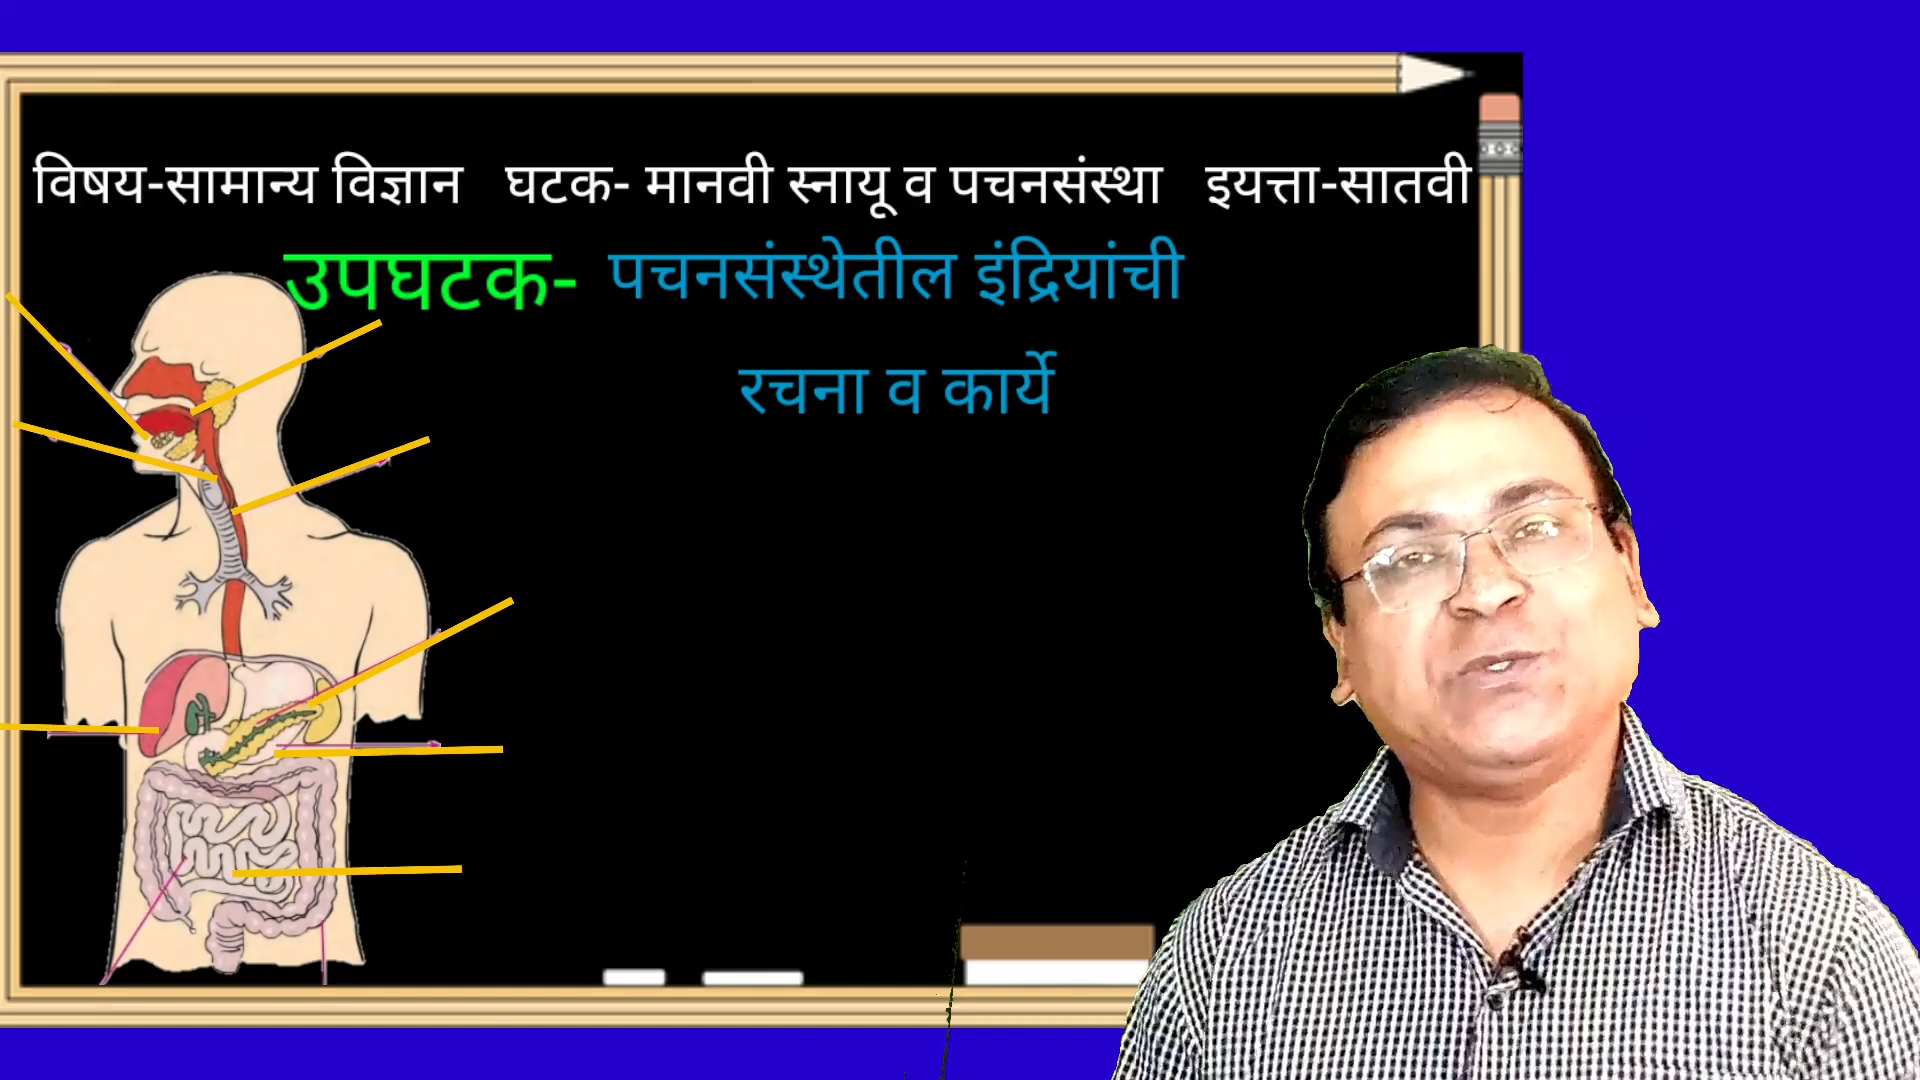 विषय-सामान्य विज्ञान घटक- मानवी स्नायू व पचनसंस्था इयत्ता-सातवी
उपघटक- पचनसंस्थेतील इंद्रियांची
रचना व कार्ये